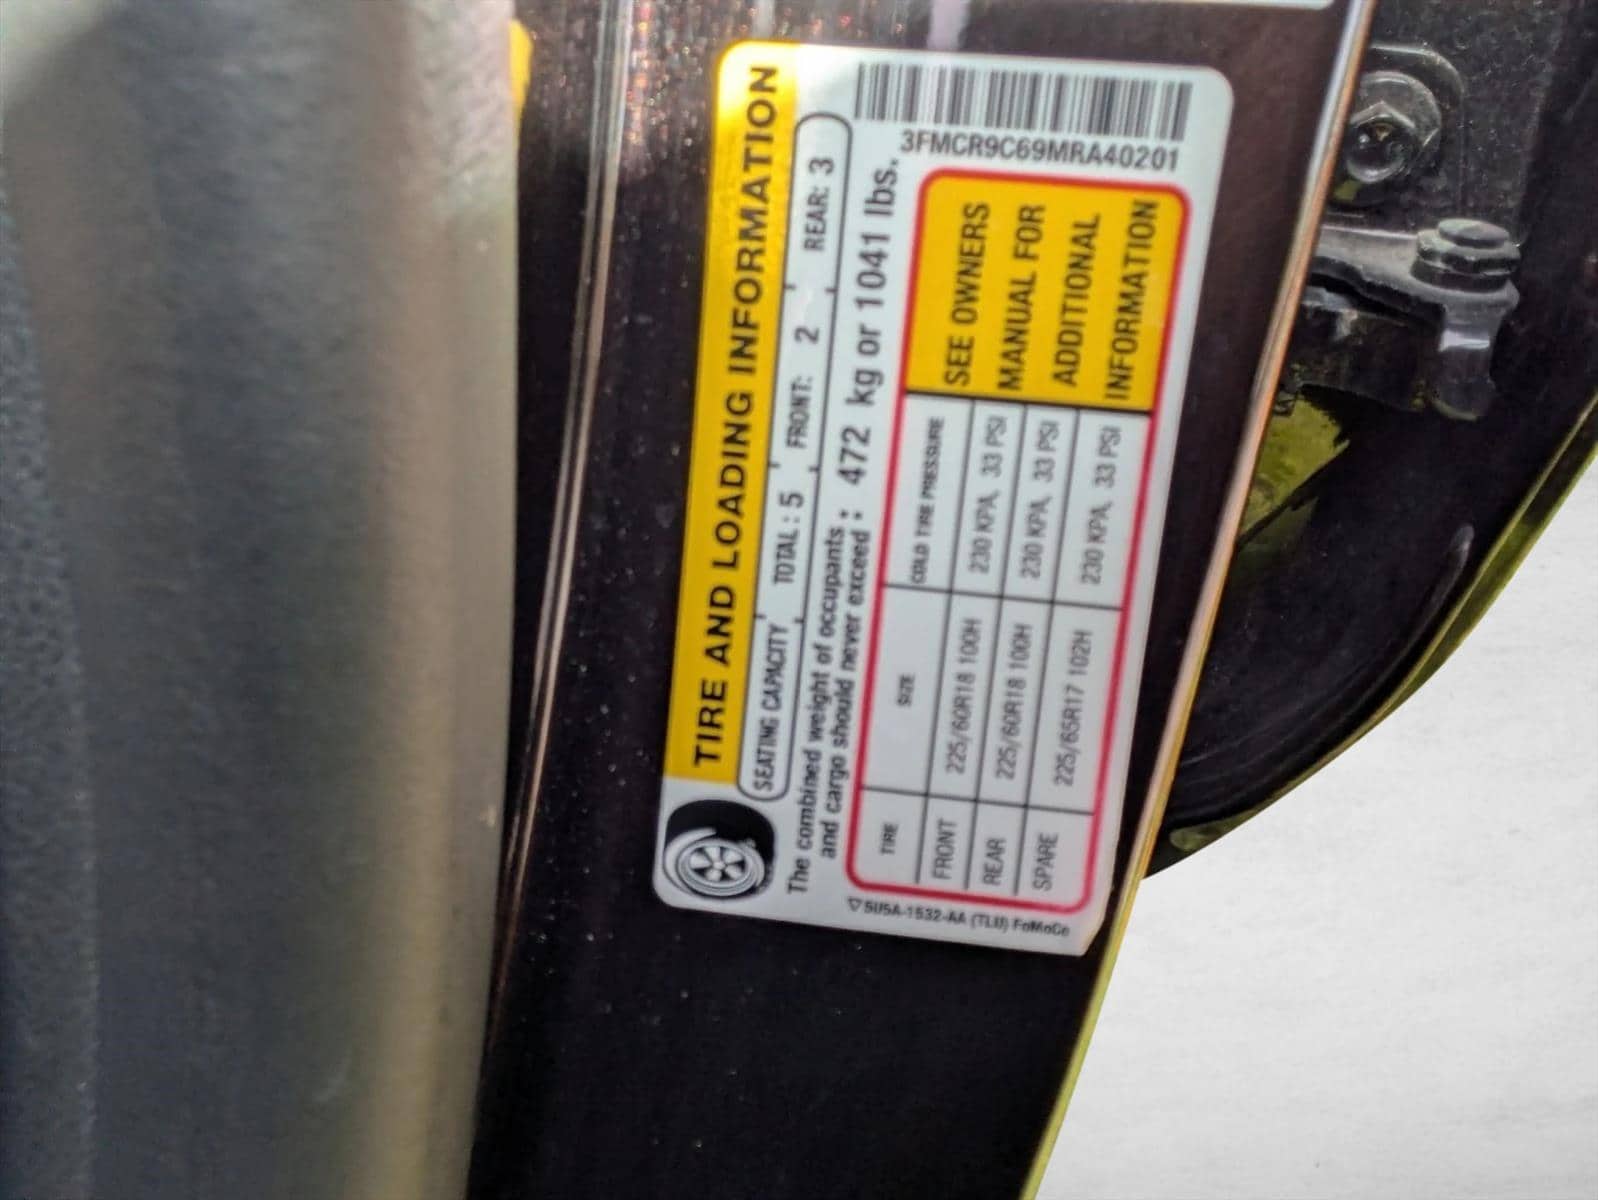 TIRE AND LOADING INFORMATION
SEATING CAPACITY TOTAL : 5 FRONT: 2 REAR: 3
The combined weight of occupants
and cargo should never exceed : 472 kg or 1041 lbs.
3FMCR9C69MRA40201
TIRE SIZE COLD TIRE PRESSURE
FRONT 225/60R18 100H 230 KPA, 33 PSI
REAR 225/60R18 100H 230 KPA, 33 PSI
SPARE 225/65R17 102H 230 KPA, 33 PSI
SEE OWNERS
MANUAL FOR
ADDITIONAL
INFORMATION
5U5A-1532-AA (TLU) FoMoCo